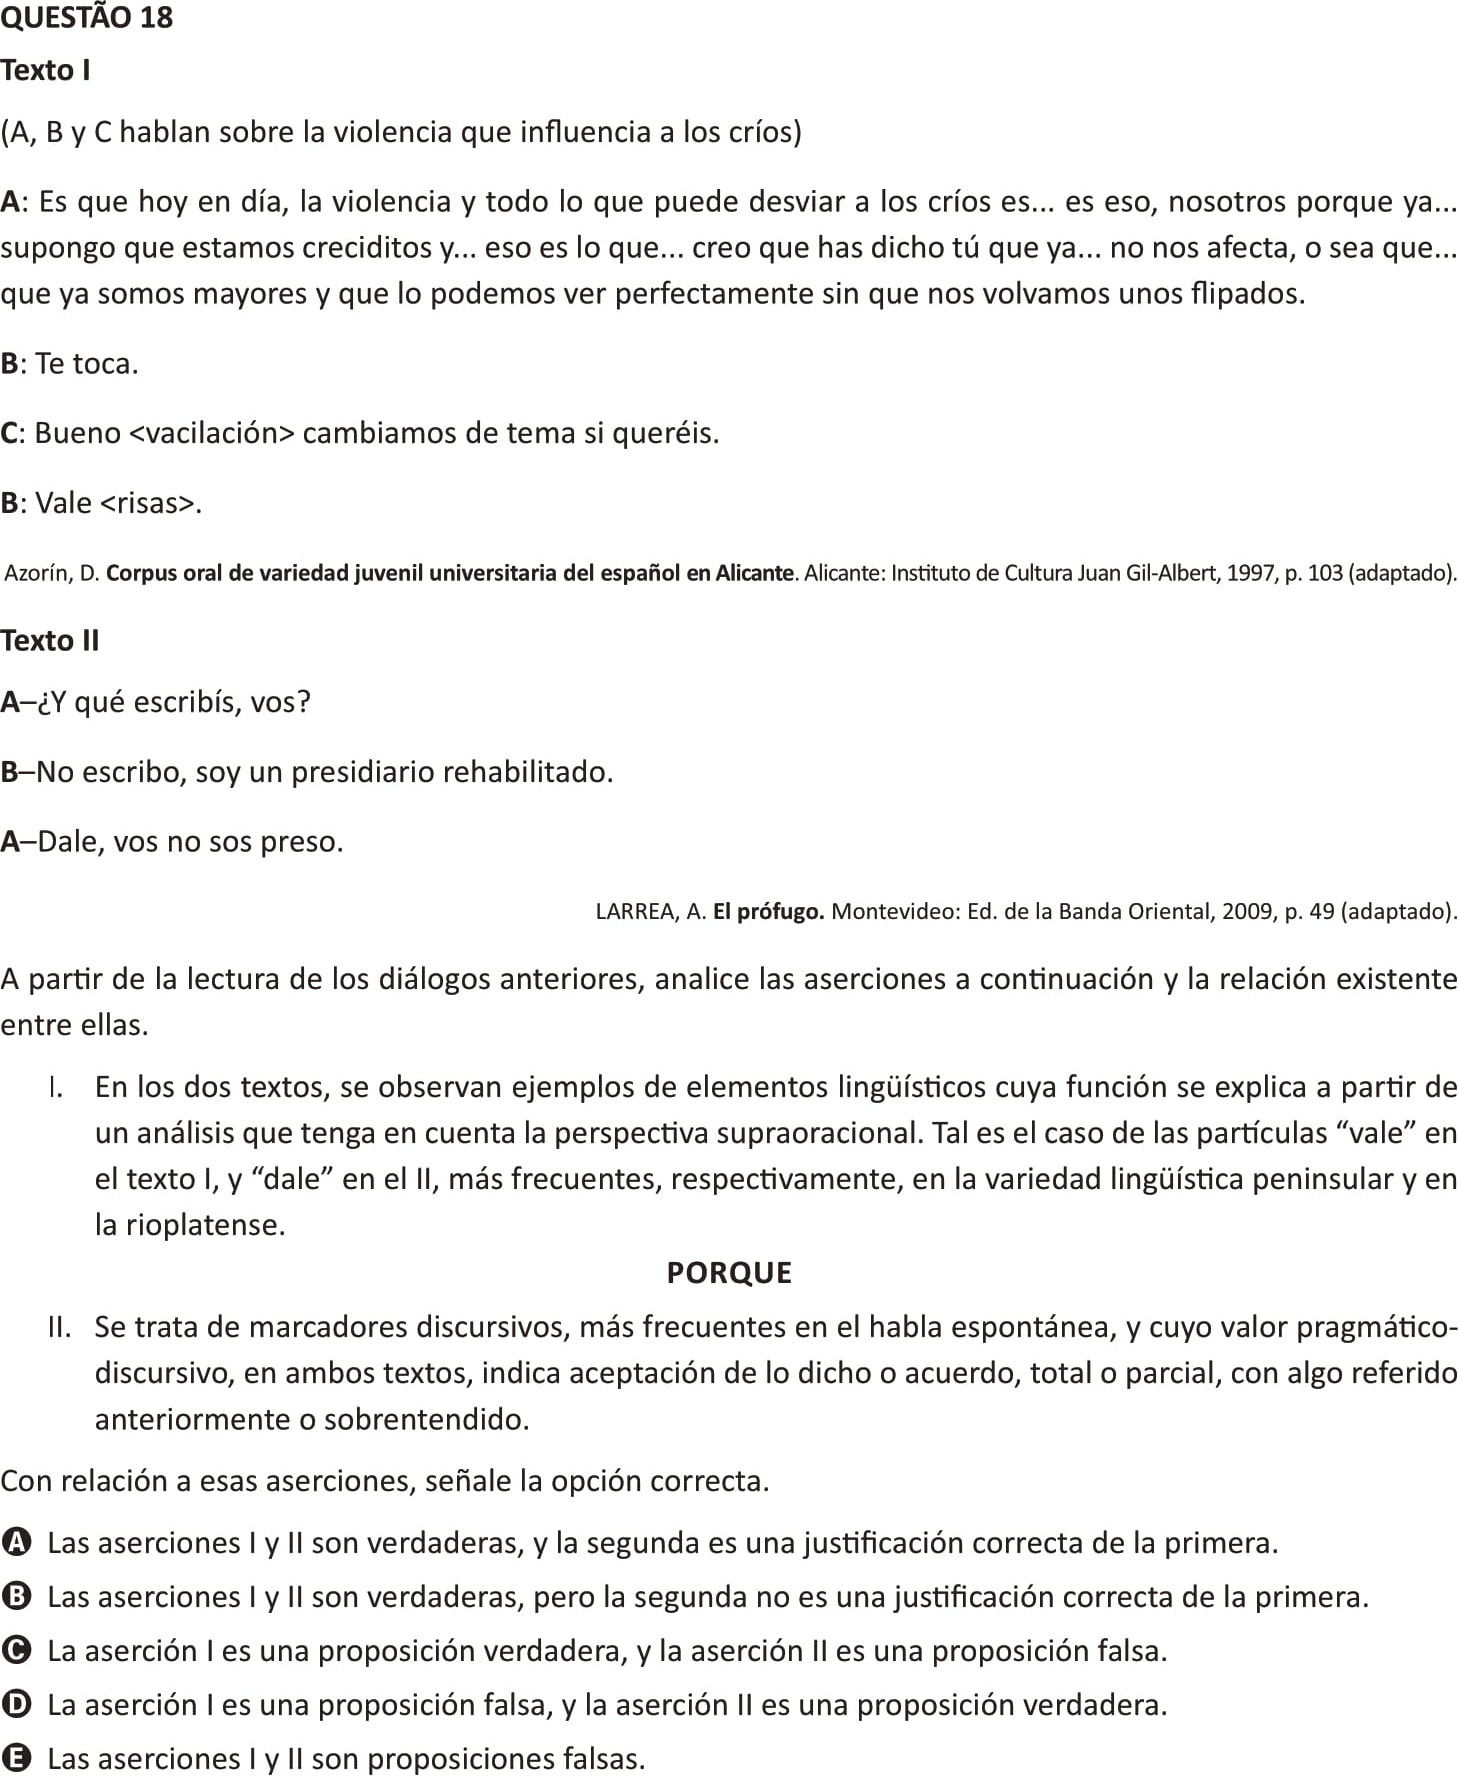 QUESTÃO 18
Texto I
(A, B y C hablan sobre la violencia que influencia a los críos)
A: Es que hoy en día, la violencia y todo lo que puede desviar a los críos es... es eso, nosotros porque ya...
supongo que estamos creciditos y... eso es lo que... creo que has dicho tú que ya... no nos afecta, o sea que...
que ya somos mayores y que lo podemos ver perfectamente sin que nos volvamos unos flipados.
B: Te toca.
C: Bueno <vacilación> cambiamos de tema si queréis.
B: Vale <risas>.
Azorín, D. Corpus oral de variedad juvenil universitaria del español en Alicante. Alicante: Instituto de Cultura Juan Gil-Albert, 1997, p. 103 (adaptado).
Texto II
A–¿Y qué escribís, vos?
B–No escribo, soy un presidiario rehabilitado.
A–Dale, vos no sos preso.
LARREA, A. El prófugo. Montevideo: Ed. de la Banda Oriental, 2009, p. 49 (adaptado).
A partir de la lectura de los diálogos anteriores, analice las aserciones a continuación y la relación existente
entre ellas.
I. En los dos textos, se observan ejemplos de elementos lingüísticos cuya función se explica a partir de
un análisis que tenga en cuenta la perspectiva supraoracional. Tal es el caso de las partículas “vale” en
el texto I, y “dale” en el II, más frecuentes, respectivamente, en la variedad lingüística peninsular y en
la rioplatense.
PORQUE
II. Se trata de marcadores discursivos, más frecuentes en el habla espontánea, y cuyo valor pragmático-
discursivo, en ambos textos, indica aceptación de lo dicho o acuerdo, total o parcial, con algo referido
anteriormente o sobrentendido.
Con relación a esas aserciones, señale la opción correcta.
A Las aserciones I y II son verdaderas, y la segunda es una justificación correcta de la primera.
B Las aserciones I y II son verdaderas, pero la segunda no es una justificación correcta de la primera.
C La aserción I es una proposición verdadera, y la aserción II es una proposición falsa.
D La aserción I es una proposición falsa, y la aserción II es una proposición verdadera.
E Las aserciones I y II son proposiciones falsas.